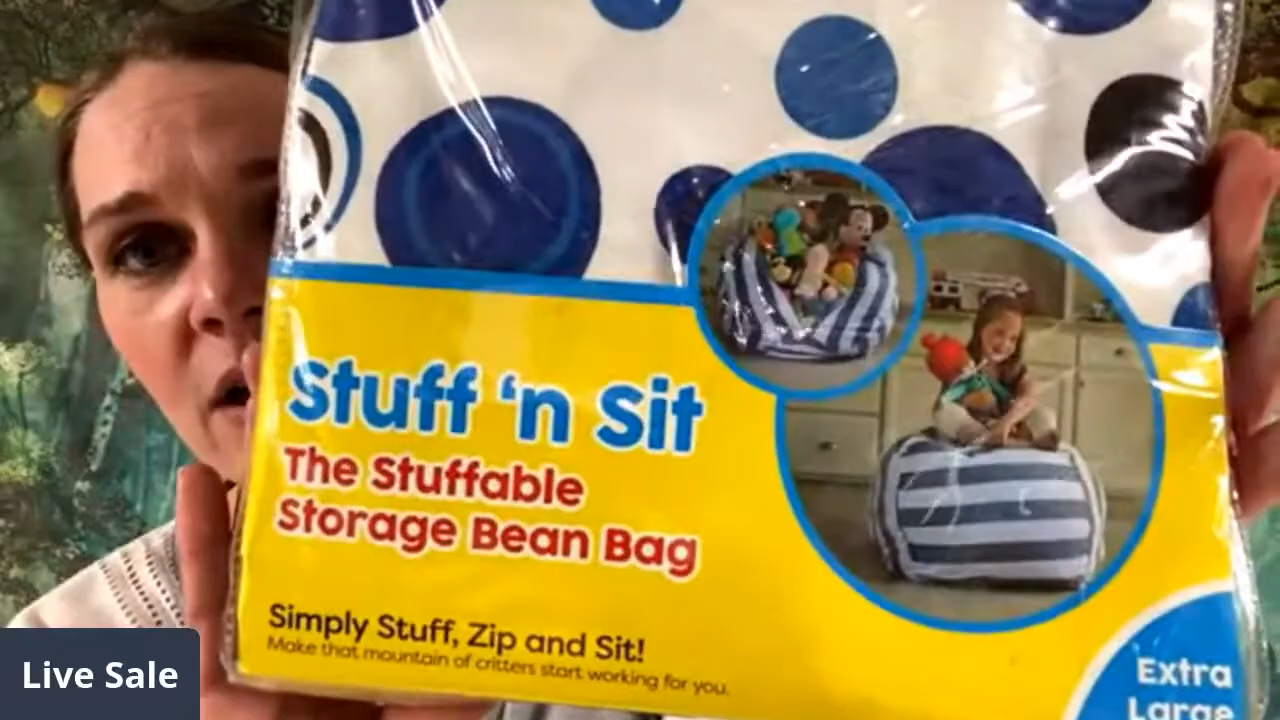 Stuff 'n Sit
The Stuffable
Storage Bean Bag
Simply Stuff, Zip and Sit!
Make that mountain of critters start working for you.
Extra
Large
Live Sale